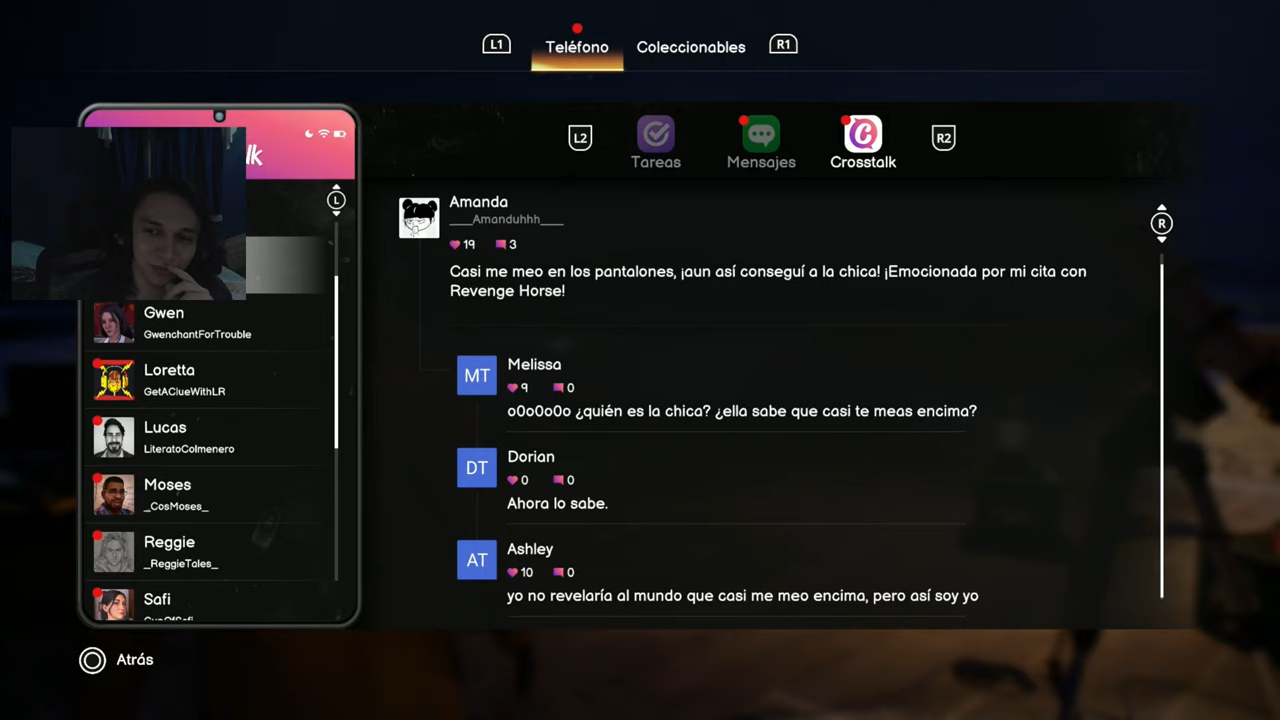 L1
Teléfono
Coleccionables
R1
lk
L
Gwen
GwenchantForTrouble
Loretta
GetAClueWithLR
Lucas
LiteratoColmenero
Moses
_CosMoses_
Reggie
_ReggieTales_
Safi
L2
Tareas
Mensajes
Crosstalk
R2
Amanda
____Amanduhhh____
19 3
Casi me meo en los pantalones, ¡aun así conseguí a la chica! ¡Emocionada por mi cita con
Revenge Horse!
R
MT
Melissa
9 0
o0o0o0o ¿quién es la chica? ¿ella sabe que casi te meas encima?
DT
Dorian
0 0
Ahora lo sabe.
AT
Ashley
10 0
yo no revelaría al mundo que casi me meo encima, pero así soy yo
Atrás